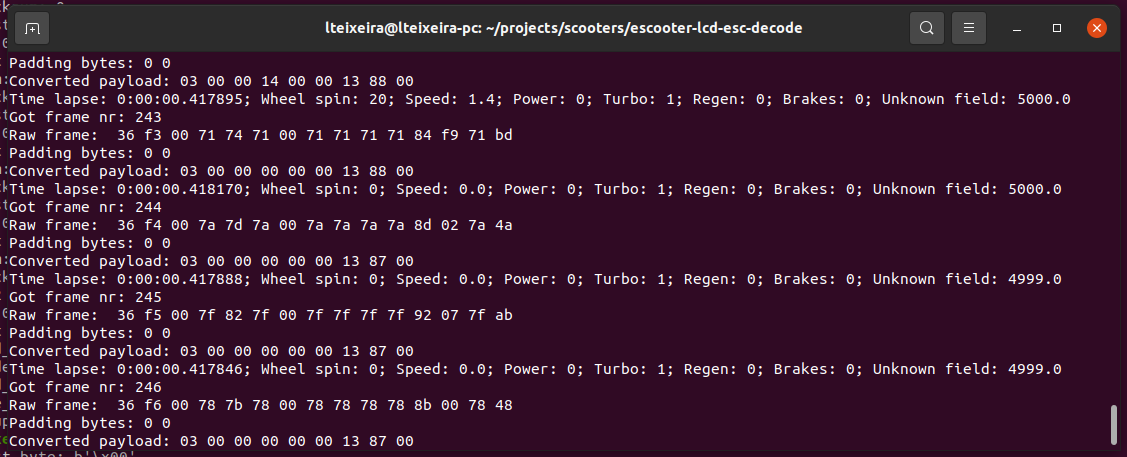 lteixeira@lteixeira-pc: ~/projects/scooters/escooter-lcd-esc-decode
Padding bytes: 0 0
Converted payload: 03 00 00 14 00 00 13 88 00
Time lapse: 0:00:00.417895; Wheel spin: 20; Speed: 1.4; Power: 0; Turbo: 1; Regen: 0; Brakes: 0; Unknown field: 5000.0
Got frame nr: 243
Raw frame:  36 f3 00 71 74 71 00 71 71 71 71 84 f9 71 bd
Padding bytes: 0 0
Converted payload: 03 00 00 00 00 00 13 88 00
Time lapse: 0:00:00.418170; Wheel spin: 0; Speed: 0.0; Power: 0; Turbo: 1; Regen: 0; Brakes: 0; Unknown field: 5000.0
Got frame nr: 244
Raw frame:  36 f4 00 7a 7d 7a 00 7a 7a 7a 7a 8d 02 7a 4a
Padding bytes: 0 0
Converted payload: 03 00 00 00 00 00 13 87 00
Time lapse: 0:00:00.417888; Wheel spin: 0; Speed: 0.0; Power: 0; Turbo: 1; Regen: 0; Brakes: 0; Unknown field: 4999.0
Got frame nr: 245
Raw frame:  36 f5 00 7f 82 7f 00 7f 7f 7f 7f 92 07 7f ab
Padding bytes: 0 0
Converted payload: 03 00 00 00 00 00 13 87 00
Time lapse: 0:00:00.417846; Wheel spin: 0; Speed: 0.0; Power: 0; Turbo: 1; Regen: 0; Brakes: 0; Unknown field: 4999.0
Got frame nr: 246
Raw frame:  36 f6 00 78 7b 78 00 78 78 78 78 8b 00 78 48
Padding bytes: 0 0
Converted payload: 03 00 00 00 00 00 13 87 00
byte: b'\x00'